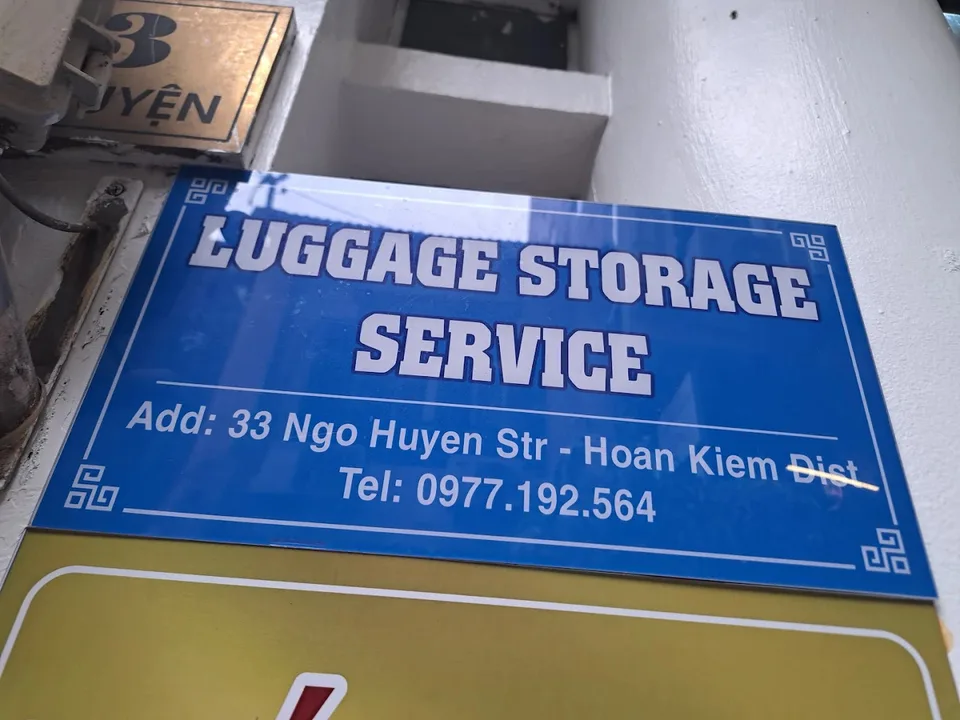 3
UYỆN
LUGGAGE STORAGE
SERVICE
Add: 33 Ngo Huyen Str - Hoan Kiem Dist
Tel: 0977.192.564